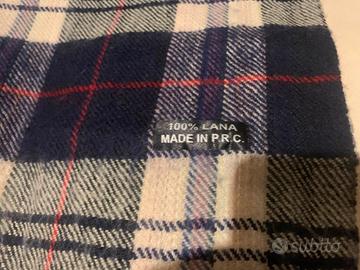 100% LANA
MADE IN P.R.C.
subito